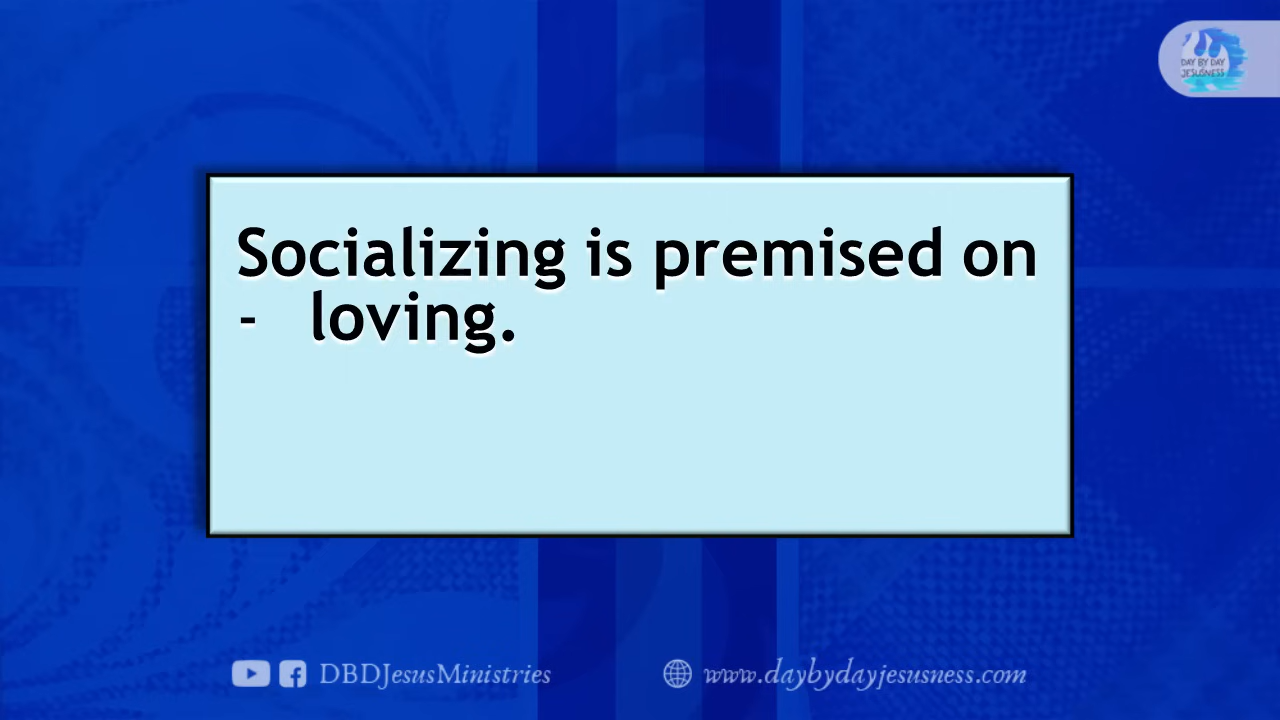 DAY BY DAY
JESUSNESS
Socializing is premised on
- loving.
DBDJesusMinistries
www.daybydayjesusness.com